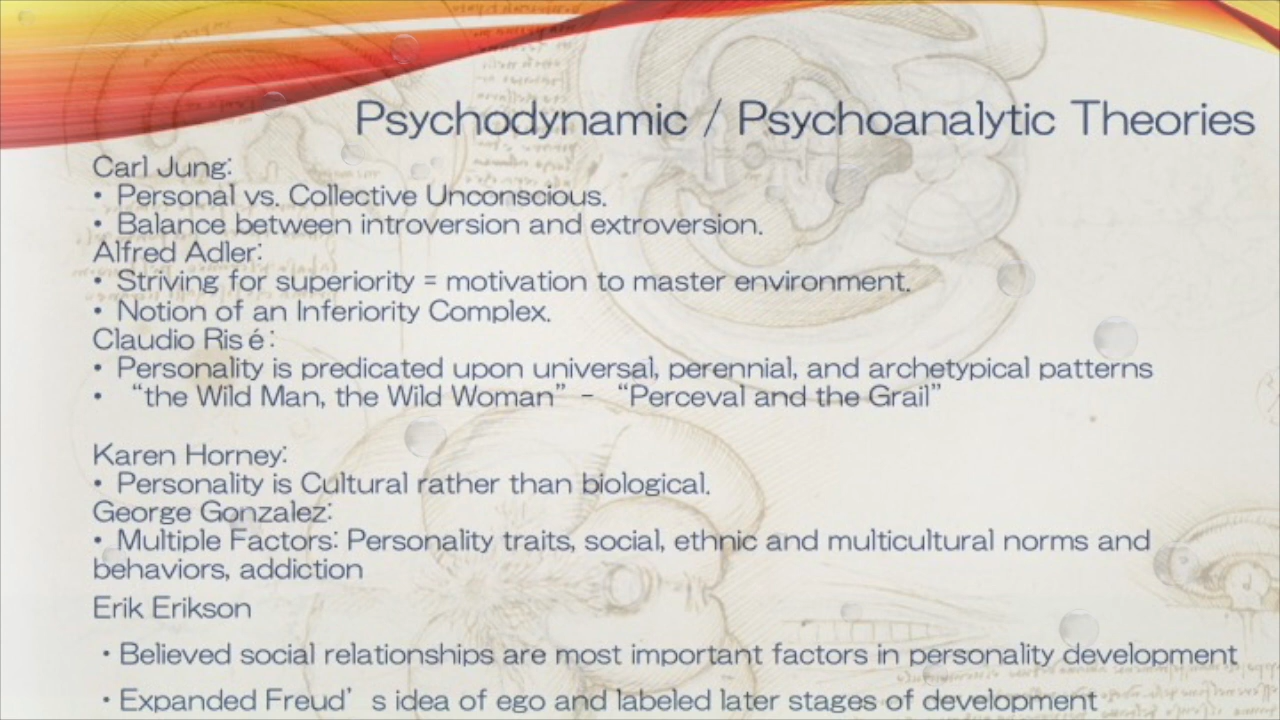 Psychodynamic / Psychoanalytic Theories
Carl Jung:
• Personal vs. Collective Unconscious.
• Balance between introversion and extroversion.
Alfred Adler:
• Striving for superiority = motivation to master environment.
• Notion of an Inferiority Complex.
Claudio Risé:
• Personality is predicated upon universal, perennial, and archetypical patterns
• “the Wild Man, the Wild Woman” - “Perceval and the Grail”
Karen Horney:
• Personality is Cultural rather than biological.
George Gonzalez:
• Multiple Factors: Personality traits, social, ethnic and multicultural norms and
behaviors, addiction
Erik Erikson
• Believed social relationships are most important factors in personality development
• Expanded Freud’s idea of ego and labeled later stages of development